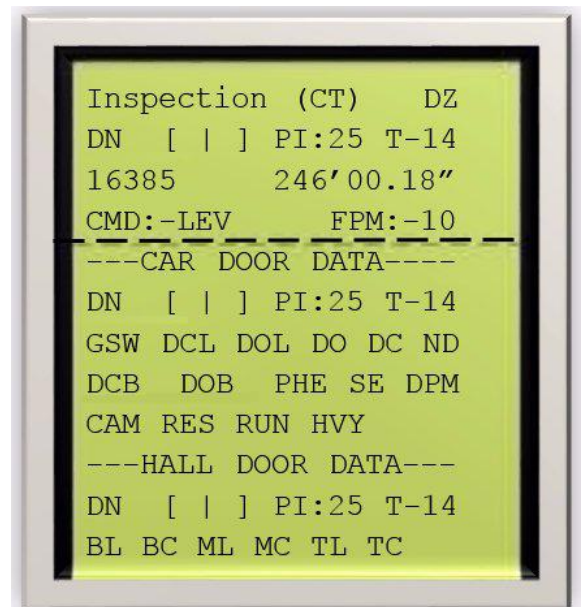 Inspection (CT) DZ
DN [ | ] PI:25 T-14
16385 246'00.18"
CMD:-LEV FPM:-10
---CAR DOOR DATA----
DN [ | ] PI:25 T-14
GSW DCL DOL DO DC ND
DCB DOB PHE SE DPM
CAM RES RUN HVY
---HALL DOOR DATA---
DN [ | ] PI:25 T-14
BL BC ML MC TL TC